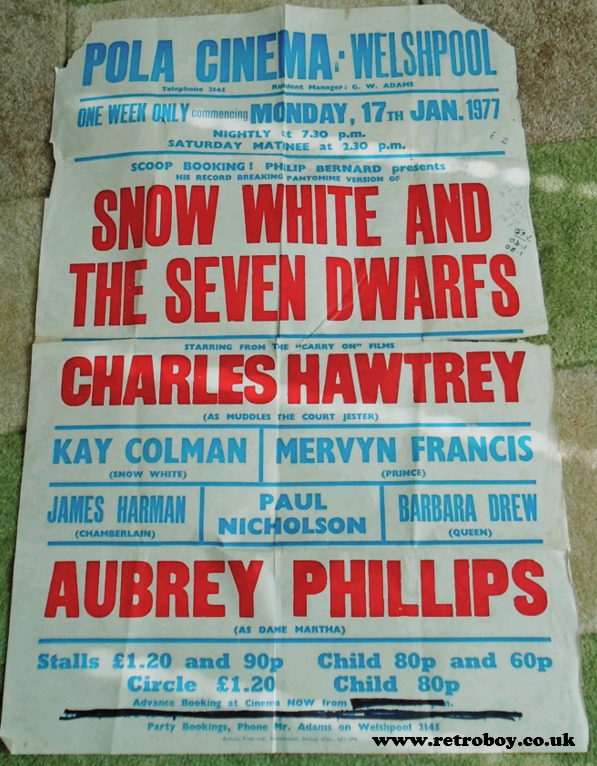 POLA CINEMA: WELSHPOOL
Telephone 2145 Resident Manager: G. W. ADAMS
ONE WEEK ONLY commencing MONDAY, 17TH JAN. 1977
NIGHTLY at 7.30 p.m.
SATURDAY MATINEE at 2.30 p.m.
SCOOP BOOKING! PHILIP BERNARD presents
HIS RECORD BREAKING PANTOMIME VERSION OF
SNOW WHITE AND
THE SEVEN DWARFS
STARRING FROM THE "CARRY ON" FILMS
CHARLES HAWTREY
(AS MUDDLES THE COURT JESTER)
KAY COLMAN MERVYN FRANCIS
(SNOW WHITE) (PRINCE)
JAMES HARMAN PAUL NICHOLSON BARBARA DREW
(CHAMBERLAIN) (QUEEN)
AUBREY PHILLIPS
(AS DAME MARTHA)
Stalls £1.20 and 90p Child 80p and 60p
Circle £1.20 Child 80p
Advance Booking at Cinema NOW from
Party Bookings, Phone Mr. Adams on Welshpool 2145
www.retroboy.co.uk